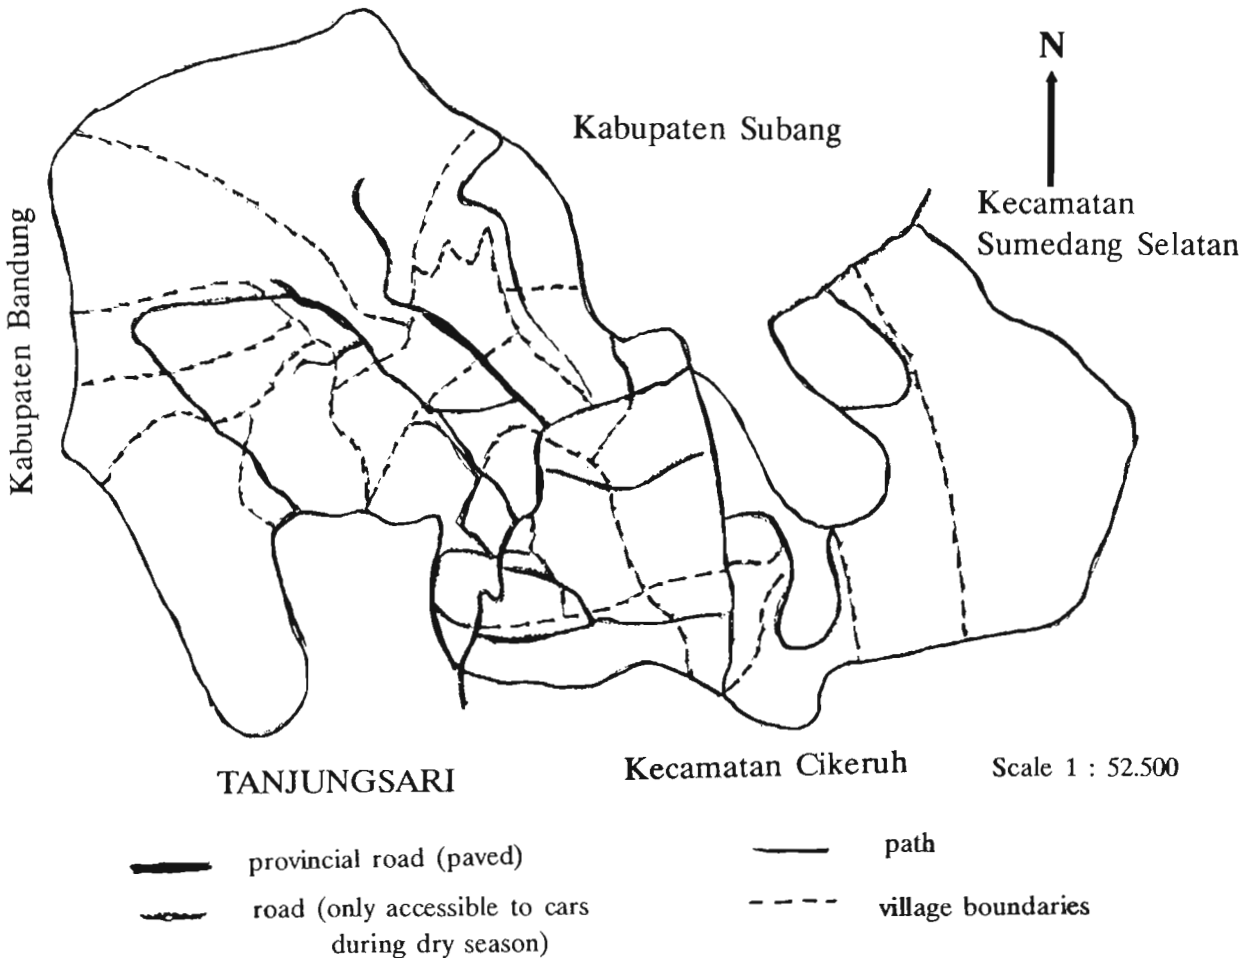 N
Kabupaten Subang
Kecamatan
Sumedang Selatan
Kabupaten Bandung
TANJUNGSARI
Kecamatan Cikeruh
Scale 1 : 52.500
provincial road (paved)
path
road (only accessible to cars
during dry season)
village boundaries